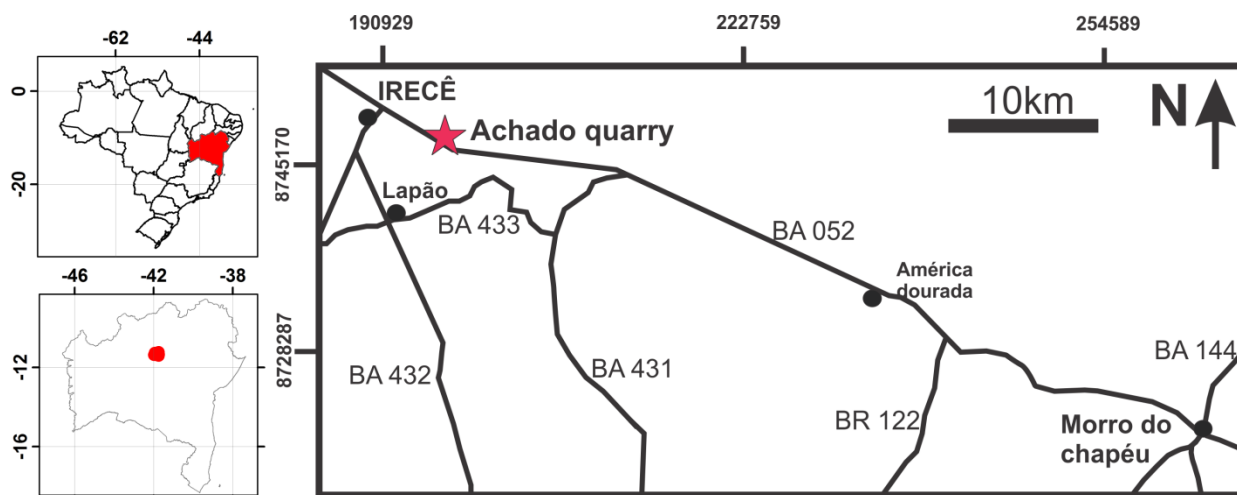 -62
-44
0
-20
-46
-42
-38
-12
-16
190929
222759
254589
8745170
8728287
IRECÊ
Achado quarry
10km
N
Lapão
BA 433
BA 052
América
dourada
BA 432
BA 431
BR 122
BA 144
Morro do
chapéu